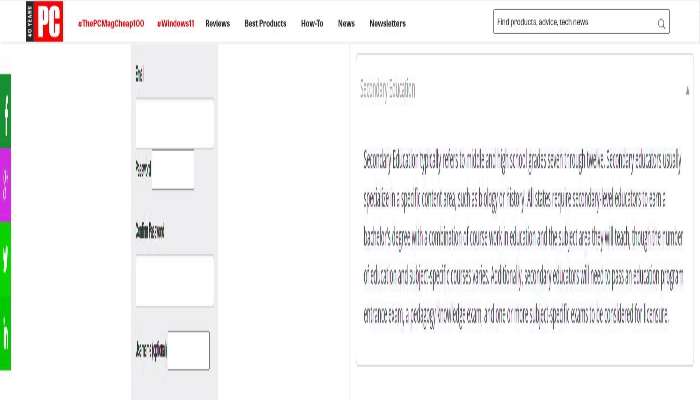 40 YEARS
PC
#ThePCMagCheap100
#Windows11
Reviews
Best Products
How-To
News
Newsletters
Find products, advice, tech news
Email
Password
Confirm Password
Username (optional)
Secondary Education
Secondary Education typically refers to middle and high school grades seven through twelve. Secondary educators usually
specialize in a specific content area, such as biology or history. All states require secondary-level educators to earn a
bachelor's degree with a combination of course work in education and the subject area they will teach, though the number
of education and subject-specific courses varies. Additionally, secondary educators will need to pass an education program
entrance exam, a pedagogy knowledge exam, and one or more subject-specific exams to be considered for licensure.